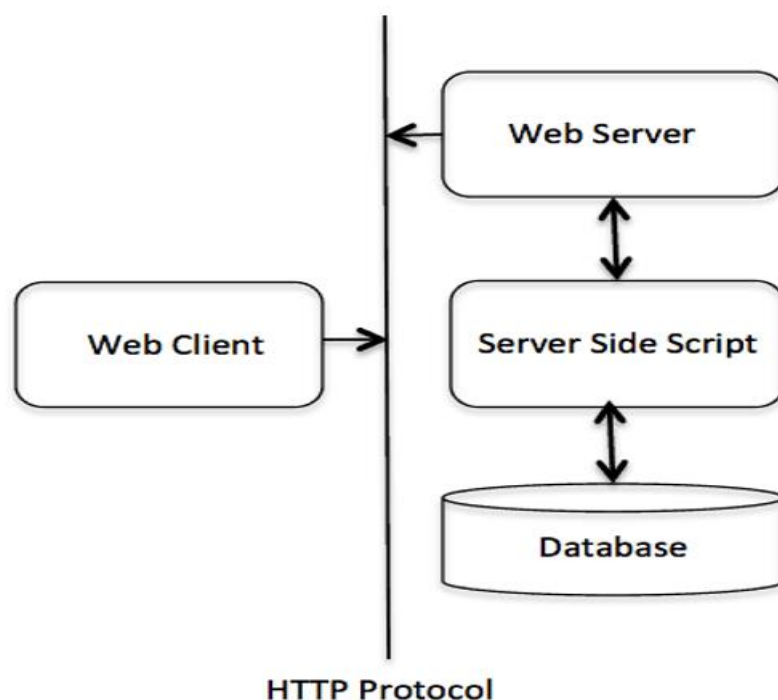 Web Server
Web Client
Server Side Script
Database
HTTP Protocol